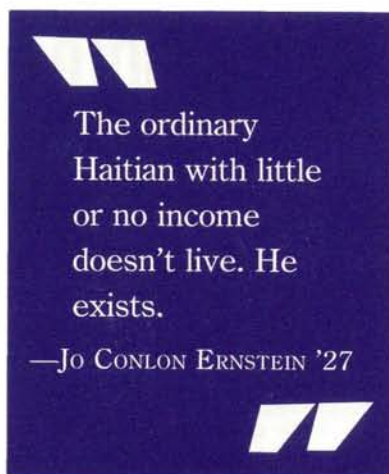 The ordinary
Haitian with little
or no income
doesn't live. He
exists.
—Jo Conlon Ernstein '27